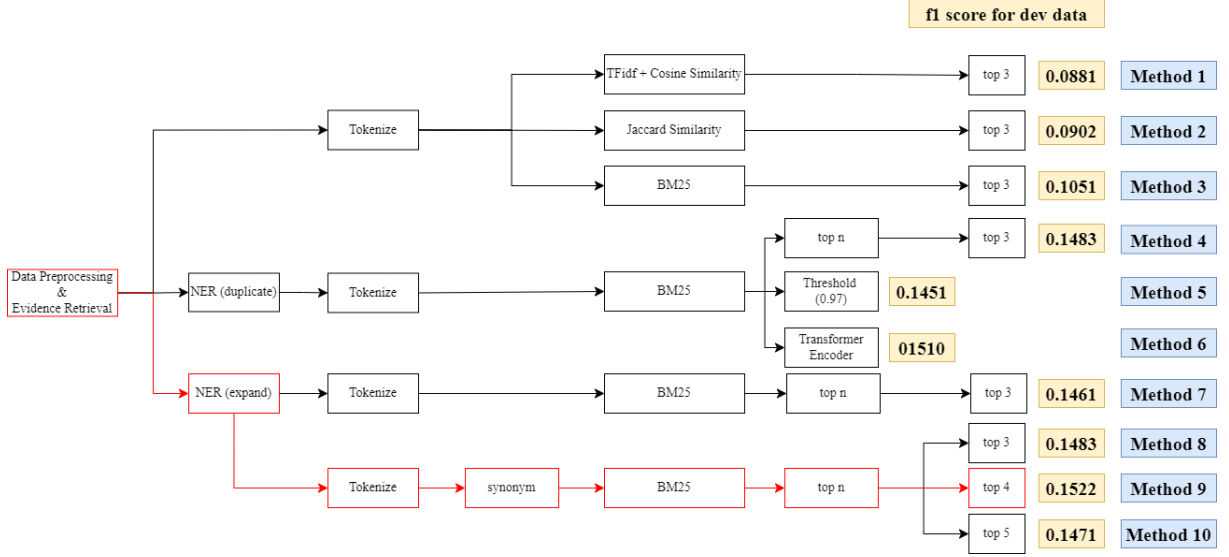 f1 score for dev data
TFidf + Cosine Similarity
top 3
0.0881
Method 1
Tokenize
Jaccard Similarity
top 3
0.0902
Method 2
BM25
top 3
0.1051
Method 3
top n
top 3
0.1483
Method 4
Data Preprocessing
&
Evidence Retrieval
NER (duplicate)
Tokenize
BM25
Threshold
(0.97)
0.1451
Method 5
Transformer
Encoder
01510
Method 6
NER (expand)
Tokenize
BM25
top n
top 3
0.1461
Method 7
top 3
0.1483
Method 8
Tokenize
synonym
BM25
top n
top 4
0.1522
Method 9
top 5
0.1471
Method 10